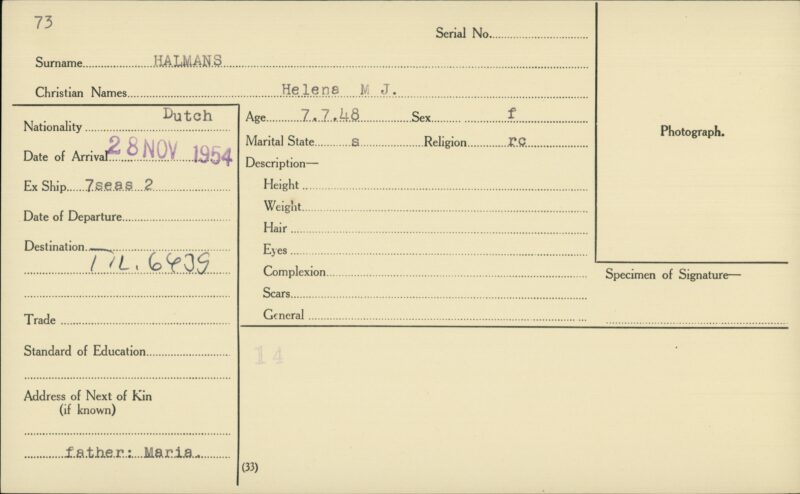 73
Serial No.
Surname HALMANS
Christian Names Helena M J.
Nationality Dutch
Date of Arrival 28 NOV 1954
Ex Ship 7seas 2
Date of Departure
Destination
6439
Trade
Standard of Education
Address of Next of Kin
(if known)
father: Maria.
Age 7.7.48 Sex f
Marital State s Religion rc
Description—
Height
Weight
Hair
Eyes
Complexion
Scars
General
14
(33)
Photograph.
Specimen of Signature—